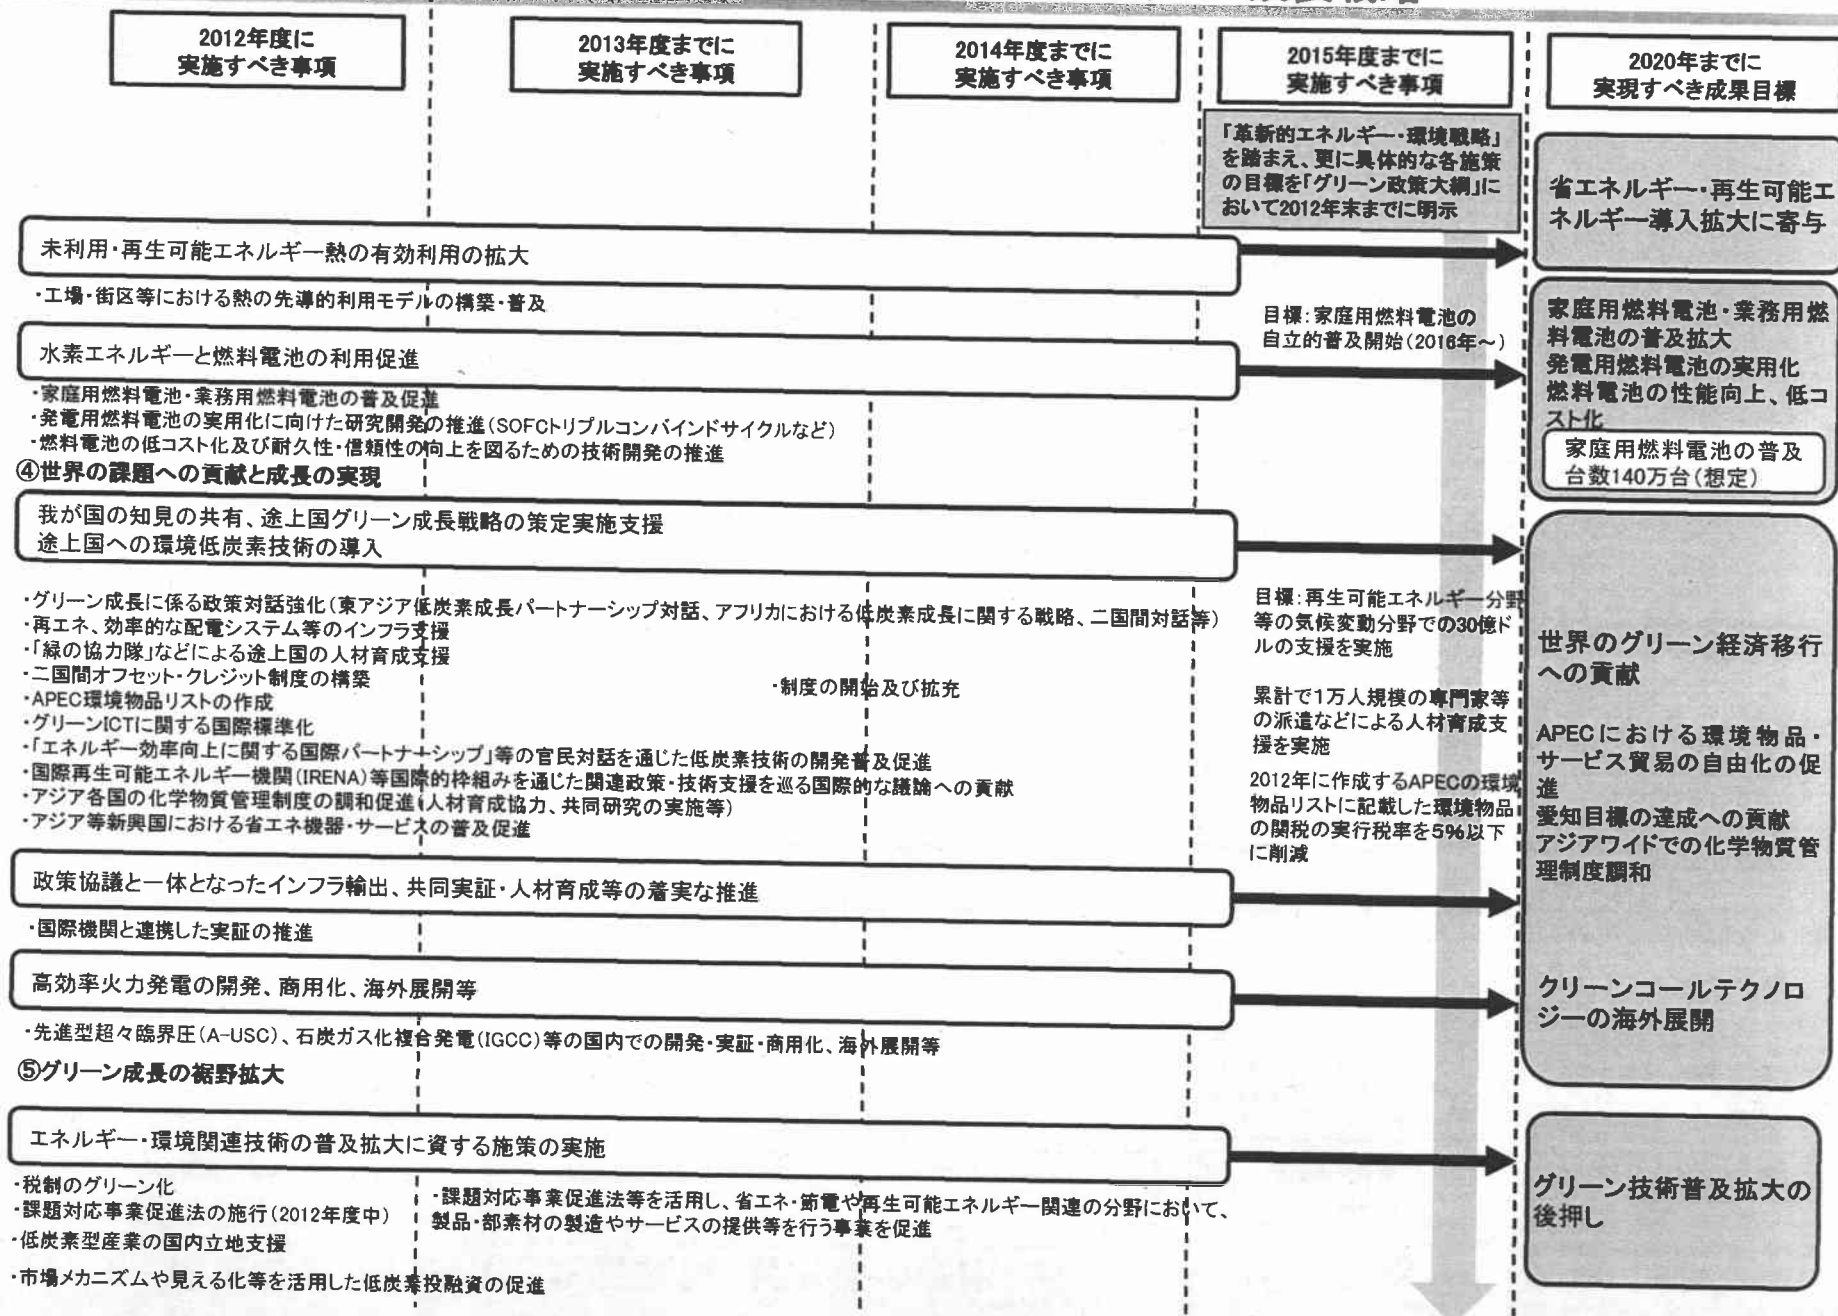 2012年度に
実施すべき事項
2013年度までに
実施すべき事項
2014年度までに
実施すべき事項
2015年度までに
実施すべき事項
2020年までに
実現すべき成果目標
「革新的エネルギー・環境戦略」
を踏まえ、更に具体的な各施策
の目標を「グリーン政策大綱」に
おいて2012年末までに明示
省エネルギー・再生可能エ
ネルギー導入拡大に寄与
未利用・再生可能エネルギー熱の有効利用の拡大
・工場・街区等における熱の先導的利用モデルの構築・普及
目標:家庭用燃料電池の
自立的普及開始(2016年～)
水素エネルギーと燃料電池の利用促進
・家庭用燃料電池・業務用燃料電池の普及促進
・発電用燃料電池の実用化に向けた研究開発の推進(SOFCトリプルコンバインドサイクルなど)
・燃料電池の低コスト化及び耐久性・信頼性の向上を図るための技術開発の推進
家庭用燃料電池・業務用燃
料電池の普及拡大
発電用燃料電池の実用化
燃料電池の性能向上、低コ
スト化
家庭用燃料電池の普及
台数140万台(想定)
④世界の課題への貢献と成長の実現
我が国の知見の共有、途上国グリーン成長戦略の策定実施支援
途上国への環境低炭素技術の導入
・グリーン成長に係る政策対話強化(東アジア低炭素成長パートナーシップ対話、アフリカにおける低炭素成長に関する戦略、二国間対話等)
・再エネ、効率的な配電システム等のインフラ支援
・「緑の協力隊」などによる途上国の人材育成支援
・二国間オフセット・クレジット制度の構築
・制度の開始及び拡充
・APEC環境物品リストの作成
・グリーンICTに関する国際標準化
・「エネルギー効率向上に関する国際パートナーシップ」等の官民対話を通じた低炭素技術の開発普及促進
・国際再生可能エネルギー機関(IRENA)等国際的枠組みを通じた関連政策・技術支援を巡る国際的な議論への貢献
・アジア各国の化学物質管理制度の調和促進(人材育成協力、共同研究の実施等)
・アジア等新興国における省エネ機器・サービスの普及促進
目標:再生可能エネルギー分野
等の気候変動分野での30億ド
ルの支援を実施
累計で1万人規模の専門家等
の派遣などによる人材育成支
援を実施
2012年に作成するAPECの環境
物品リストに記載した環境物品
の関税の実行税率を5%以下
に削減
世界のグリーン経済移行
への貢献
APECにおける環境物品・
サービス貿易の自由化の促
進
愛知目標の達成への貢献
アジアワイドでの化学物質管
理制度調和
政策協議と一体となったインフラ輸出、共同実証・人材育成等の着実な推進
・国際機関と連携した実証の推進
高効率火力発電の開発、商用化、海外展開等
・先進型超々臨界圧(A-USC)、石炭ガス化複合発電(IGCC)等の国内での開発・実証・商用化、海外展開等
クリーンコールテクノロ
ジーの海外展開
⑤グリーン成長の裾野拡大
エネルギー・環境関連技術の普及拡大に資する施策の実施
・税制のグリーン化
・課題対応事業促進法の施行(2012年度中)
・低炭素型産業の国内立地支援
・市場メカニズムや見える化等を活用した低炭素投融資の促進
・課題対応事業促進法等を活用し、省エネ・節電や再生可能エネルギー関連の分野において、
製品・部素材の製造やサービスの提供等を行う事業を促進
グリーン技術普及拡大の
後押し